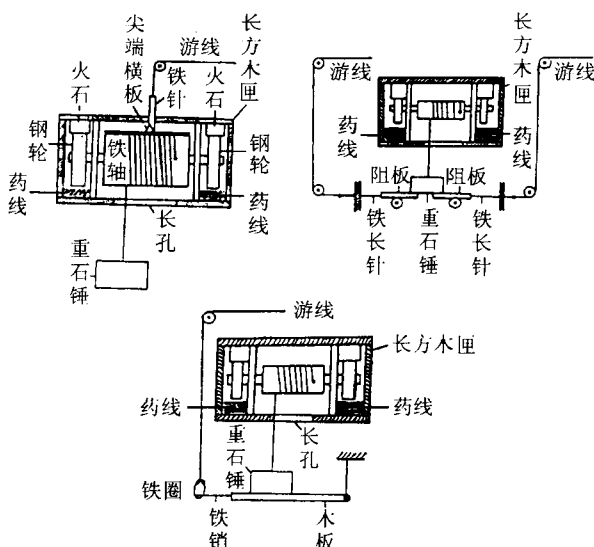 尖端横板
游线
铁针
长方木匣
火石
火石
钢轮
铁轴
钢轮
药线
药线
长孔
重石锤
游线
长方木匣
游线
药线
药线
阻板
阻板
铁长针
重石锤
铁长针
游线
长方木匣
药线
药线
重石锤
长孔
铁圈
铁销
木板